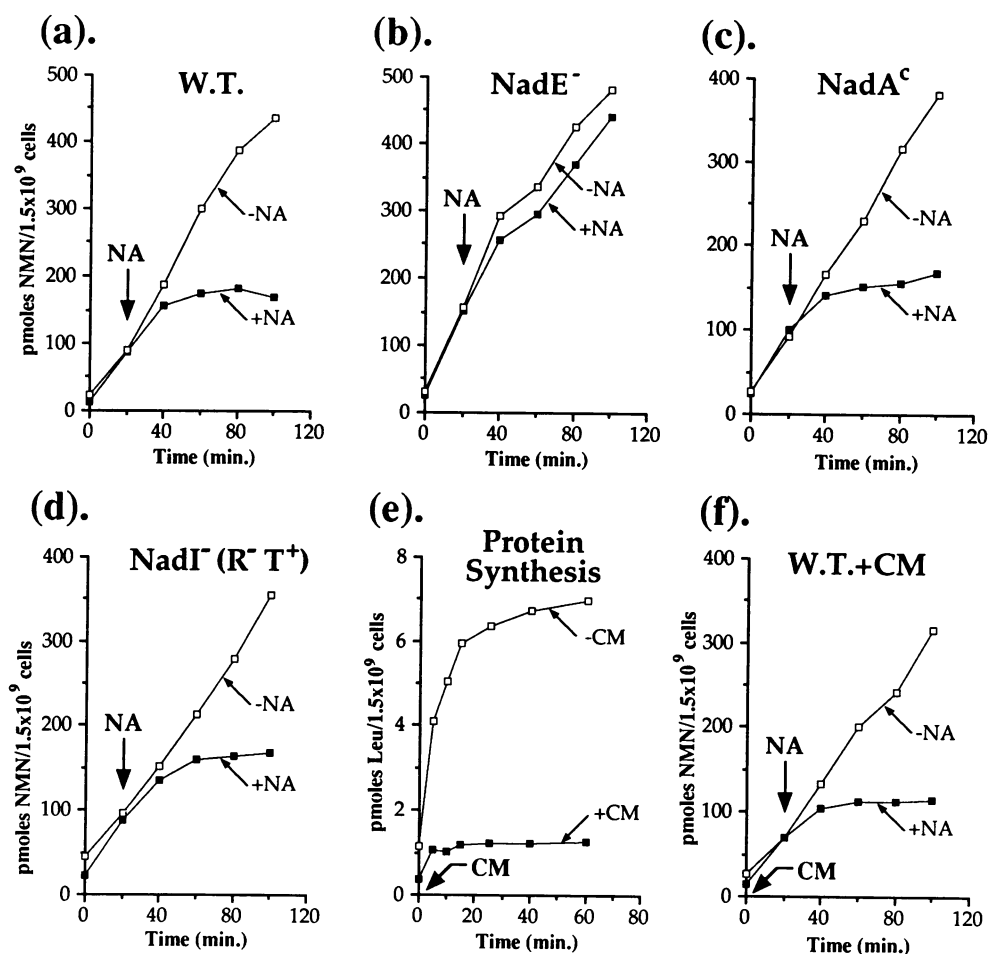 (a).
W.T.
pmoles NMN/1.5x10⁹ cells
500
400
300
200
100
0
NA
-NA
+NA
0 40 80 120
Time (min.)
(b).
NadE⁻
500
400
300
200
100
0
NA
-NA
+NA
0 40 80 120
Time (min.)
(c).
NadAᶜ
400
300
200
100
0
NA
-NA
+NA
0 40 80 120
Time (min.)
(d).
NadI⁻ (R⁻ T⁺)
pmoles NMN/1.5x10⁹ cells
400
300
200
100
0
NA
-NA
+NA
0 40 80 120
Time (min.)
(e).
Protein
Synthesis
pmoles Leu/1.5x10⁹ cells
8
6
4
2
0
-CM
+CM
CM
0 20 40 60 80
Time (min.)
(f).
W.T.+CM
pmoles NMN/1.5x10⁹ cells
400
300
200
100
0
NA
-NA
+NA
CM
0 40 80 120
Time (min.)